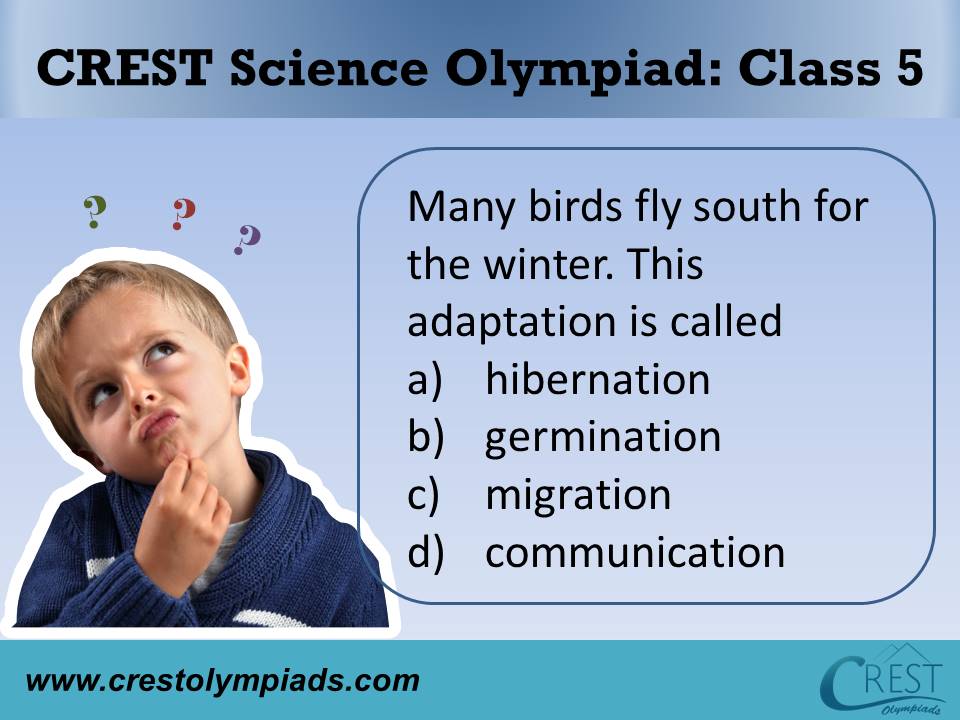 CREST Science Olympiad: Class 5
? ? ?
Many birds fly south for
the winter. This
adaptation is called
a) hibernation
b) germination
c) migration
d) communication
www.crestolympiads.com
CREST
Olympiads